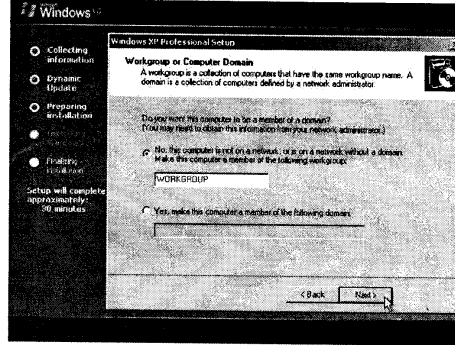 Windows XP
Windows XP Professional Setup
Collecting
information
Dynamic
Update
Preparing
installation
Finalizing
installation
Setup will complete
approximately:
30 minutes
Workgroup or Computer Domain
A workgroup is a collection of computers that have the same workgroup name. A
domain is a collection of computers defined by a network administrator.
Do you want this computer to be a member of a domain?
(You may need to obtain this information from your network administrator.)
No, this computer is not on a network, or is on a network without a domain.
Make this computer a member of the following workgroup:
WORKGROUP
Yes, make this computer a member of the following domain:
< Back
Next >